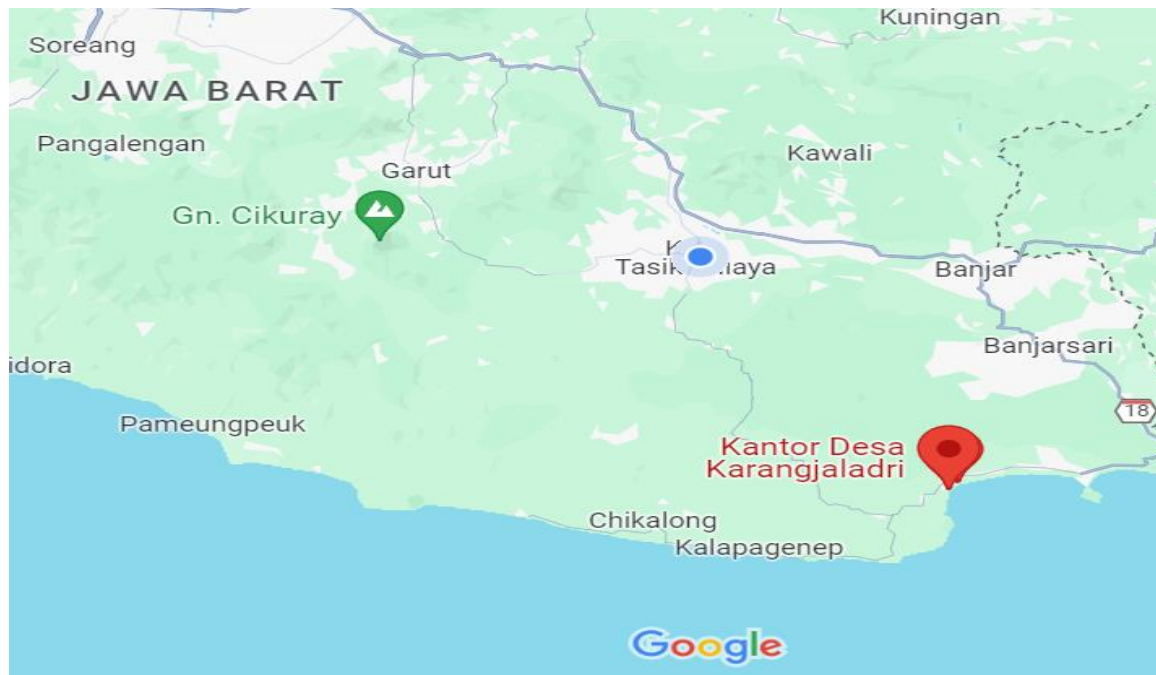 Kuningan
Soreang
JAWA BARAT
Pangalengan
Kawali
Garut
Gn. Cikuray
Banjar
Banjarsari
idora
18
Pameungpeuk
Kantor Desa
Karangjaladri
Chikalong
Kalapagenep
Google